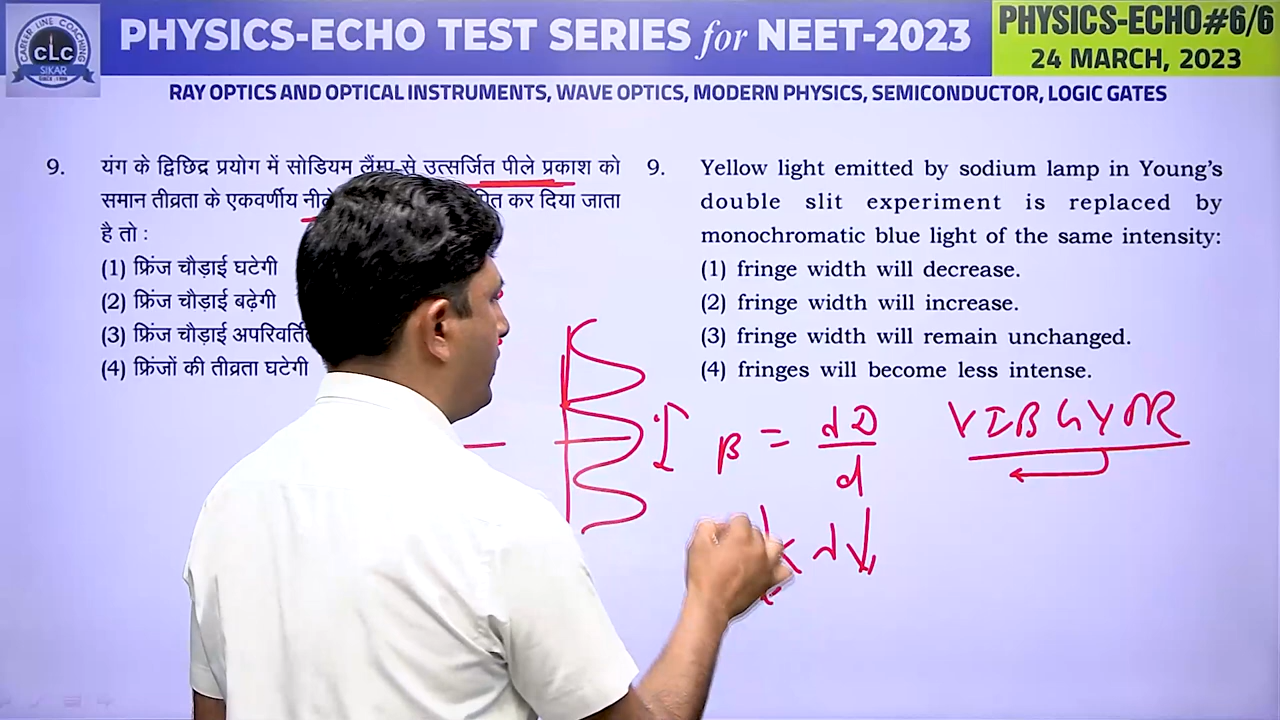 CAREER LINE COACHING
CLC
SIKAR
PHYSICS-ECHO TEST SERIES for NEET-2023
PHYSICS-ECHO#6/6
24 MARCH, 2023
RAY OPTICS AND OPTICAL INSTRUMENTS, WAVE OPTICS, MODERN PHYSICS, SEMICONDUCTOR, LOGIC GATES
9. यंग के द्विछिद्र प्रयोग में सोडियम लैम्प से उत्सर्जित पीले प्रकाश को
समान तीव्रता के एकवर्णीय कर दिया जाता
है तो :
(1) फ्रिंज चौड़ाई घटेगी
(2) फ्रिंज चौड़ाई बढ़ेगी
(3) फ्रिंज चौड़ाई
(4) फ्रिंजों की तीव्रता घटेगी
9. Yellow light emitted by sodium lamp in Young's
double slit experiment is replaced by
monochromatic blue light of the same intensity:
(1) fringe width will decrease.
(2) fringe width will increase.
(3) fringe width will remain unchanged.
(4) fringes will become less intense.
β = λD/d
VIBGYOR
λ↓